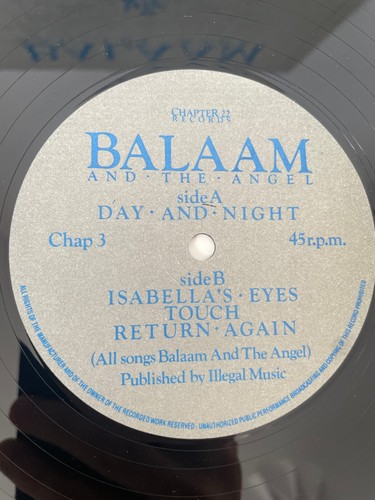 CHAPTER 22
RECORDS
BALAAM
AND · THE · ANGEL
side A
DAY · AND · NIGHT
Chap 3
45 r.p.m.
side B
ISABELLA'S · EYES
TOUCH
RETURN · AGAIN
(All songs Balaam And The Angel)
Published by Illegal Music
ALL RIGHTS OF THE MANUFACTURER AND OF THE OWNER OF THE RECORDED WORK RESERVED · UNAUTHORIZED PUBLIC PERFORMANCE BROADCASTING AND COPYING OF THIS RECORD PROHIBITED